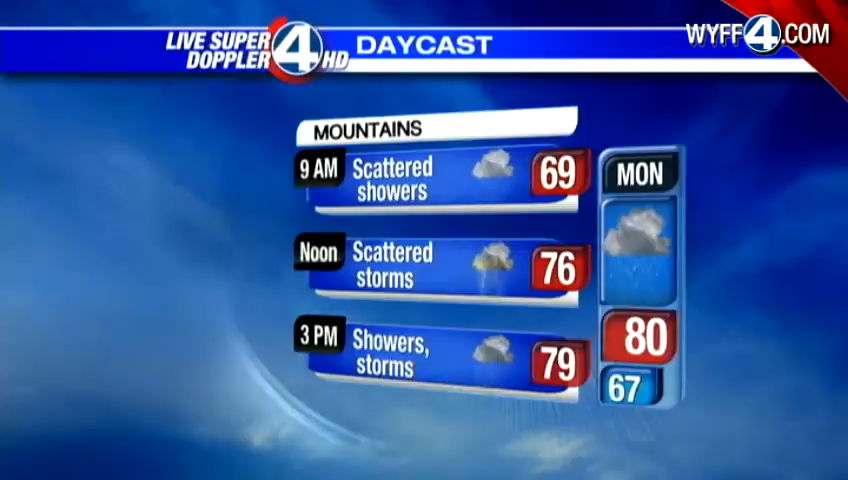 LIVE SUPER
DOPPLER 4 HD
DAYCAST
WYFF4.COM
MOUNTAINS
9 AM Scattered showers 69
Noon Scattered storms 76
3 PM Showers, storms 79
MON
80
67